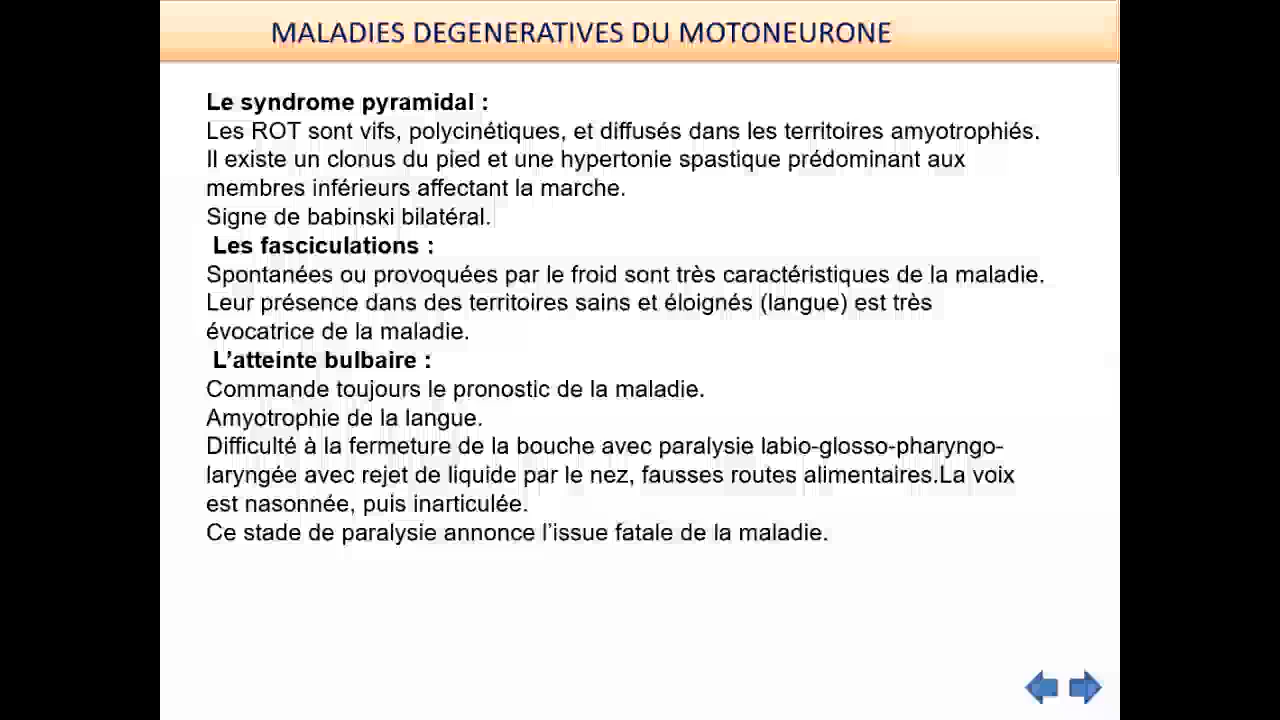 MALADIES DEGENERATIVES DU MOTONEURONE
Le syndrome pyramidal :
Les ROT sont vifs, polycinétiques, et diffusés dans les territoires amyotrophiés.
Il existe un clonus du pied et une hypertonie spastique prédominant aux
membres inférieurs affectant la marche.
Signe de babinski bilatéral.
Les fasciculations :
Spontanées ou provoquées par le froid sont très caractéristiques de la maladie.
Leur présence dans des territoires sains et éloignés (langue) est très
évocatrice de la maladie.
L’atteinte bulbaire :
Commande toujours le pronostic de la maladie.
Amyotrophie de la langue.
Difficulté à la fermeture de la bouche avec paralysie labio-glosso-pharyngo-
laryngée avec rejet de liquide par le nez, fausses routes alimentaires.La voix
est nasonnée, puis inarticulée.
Ce stade de paralysie annonce l’issue fatale de la maladie.